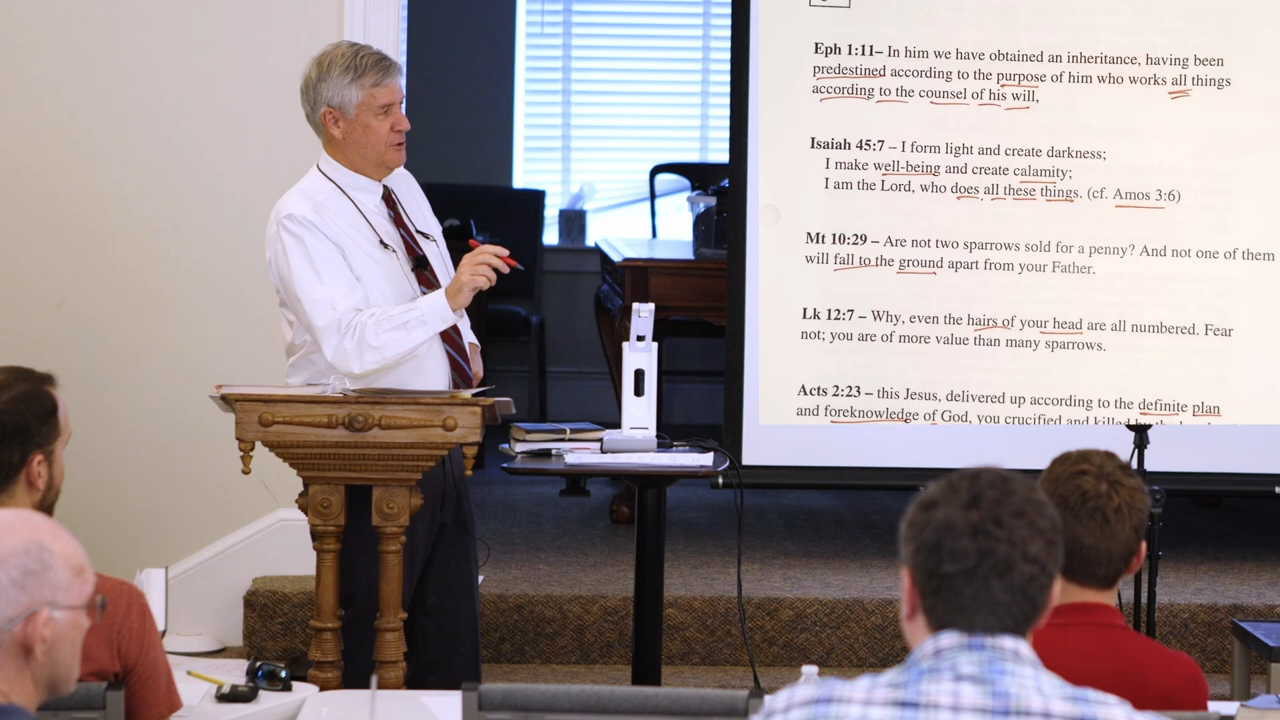 Eph 1:11– In him we have obtained an inheritance, having been
predestined according to the purpose of him who works all things
according to the counsel of his will,
Isaiah 45:7 – I form light and create darkness;
I make well-being and create calamity;
I am the Lord, who does all these things. (cf. Amos 3:6)
Mt 10:29 – Are not two sparrows sold for a penny? And not one of them
will fall to the ground apart from your Father.
Lk 12:7 – Why, even the hairs of your head are all numbered. Fear
not; you are of more value than many sparrows.
Acts 2:23 – this Jesus, delivered up according to the definite plan
and foreknowledge of God, you crucified and killed by the